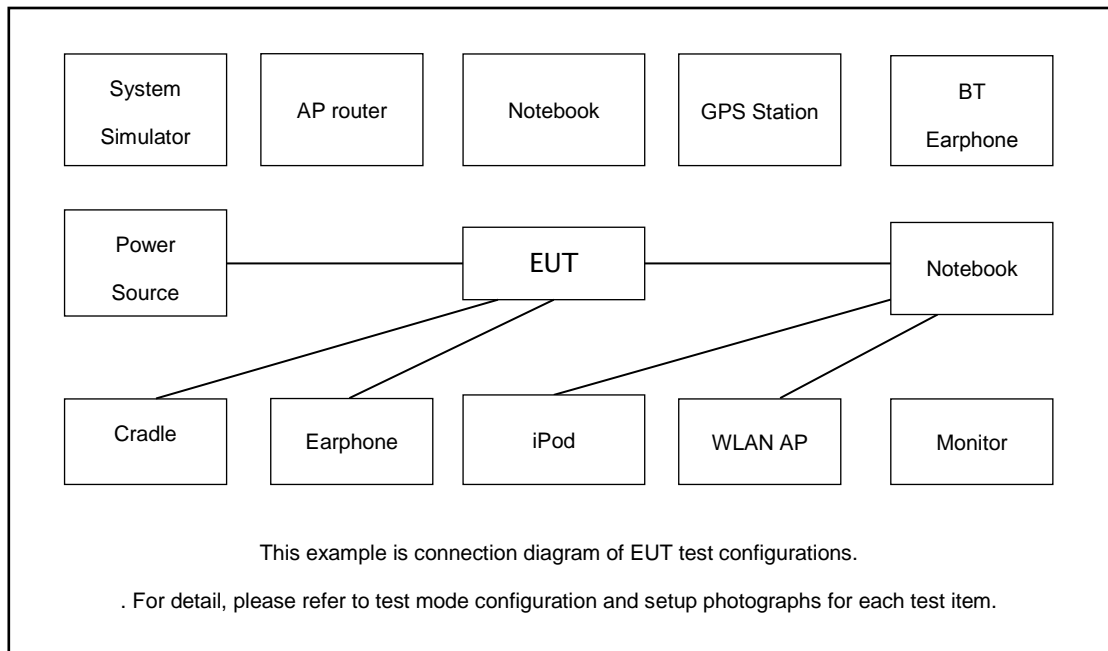 System
Simulator
AP router
Notebook
GPS Station
BT
Earphone
Power
Source
EUT
Notebook
Cradle
Earphone
iPod
WLAN AP
Monitor
This example is connection diagram of EUT test configurations.
. For detail, please refer to test mode configuration and setup photographs for each test item.